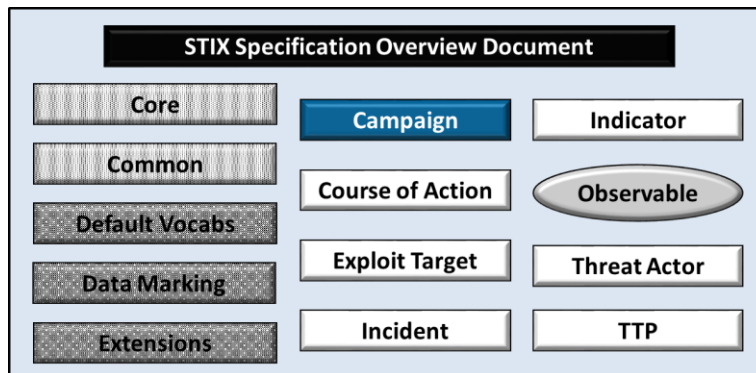 STIX Specification Overview Document
Core
Common
Default Vocabs
Data Marking
Extensions
Campaign
Course of Action
Exploit Target
Incident
Indicator
Observable
Threat Actor
TTP